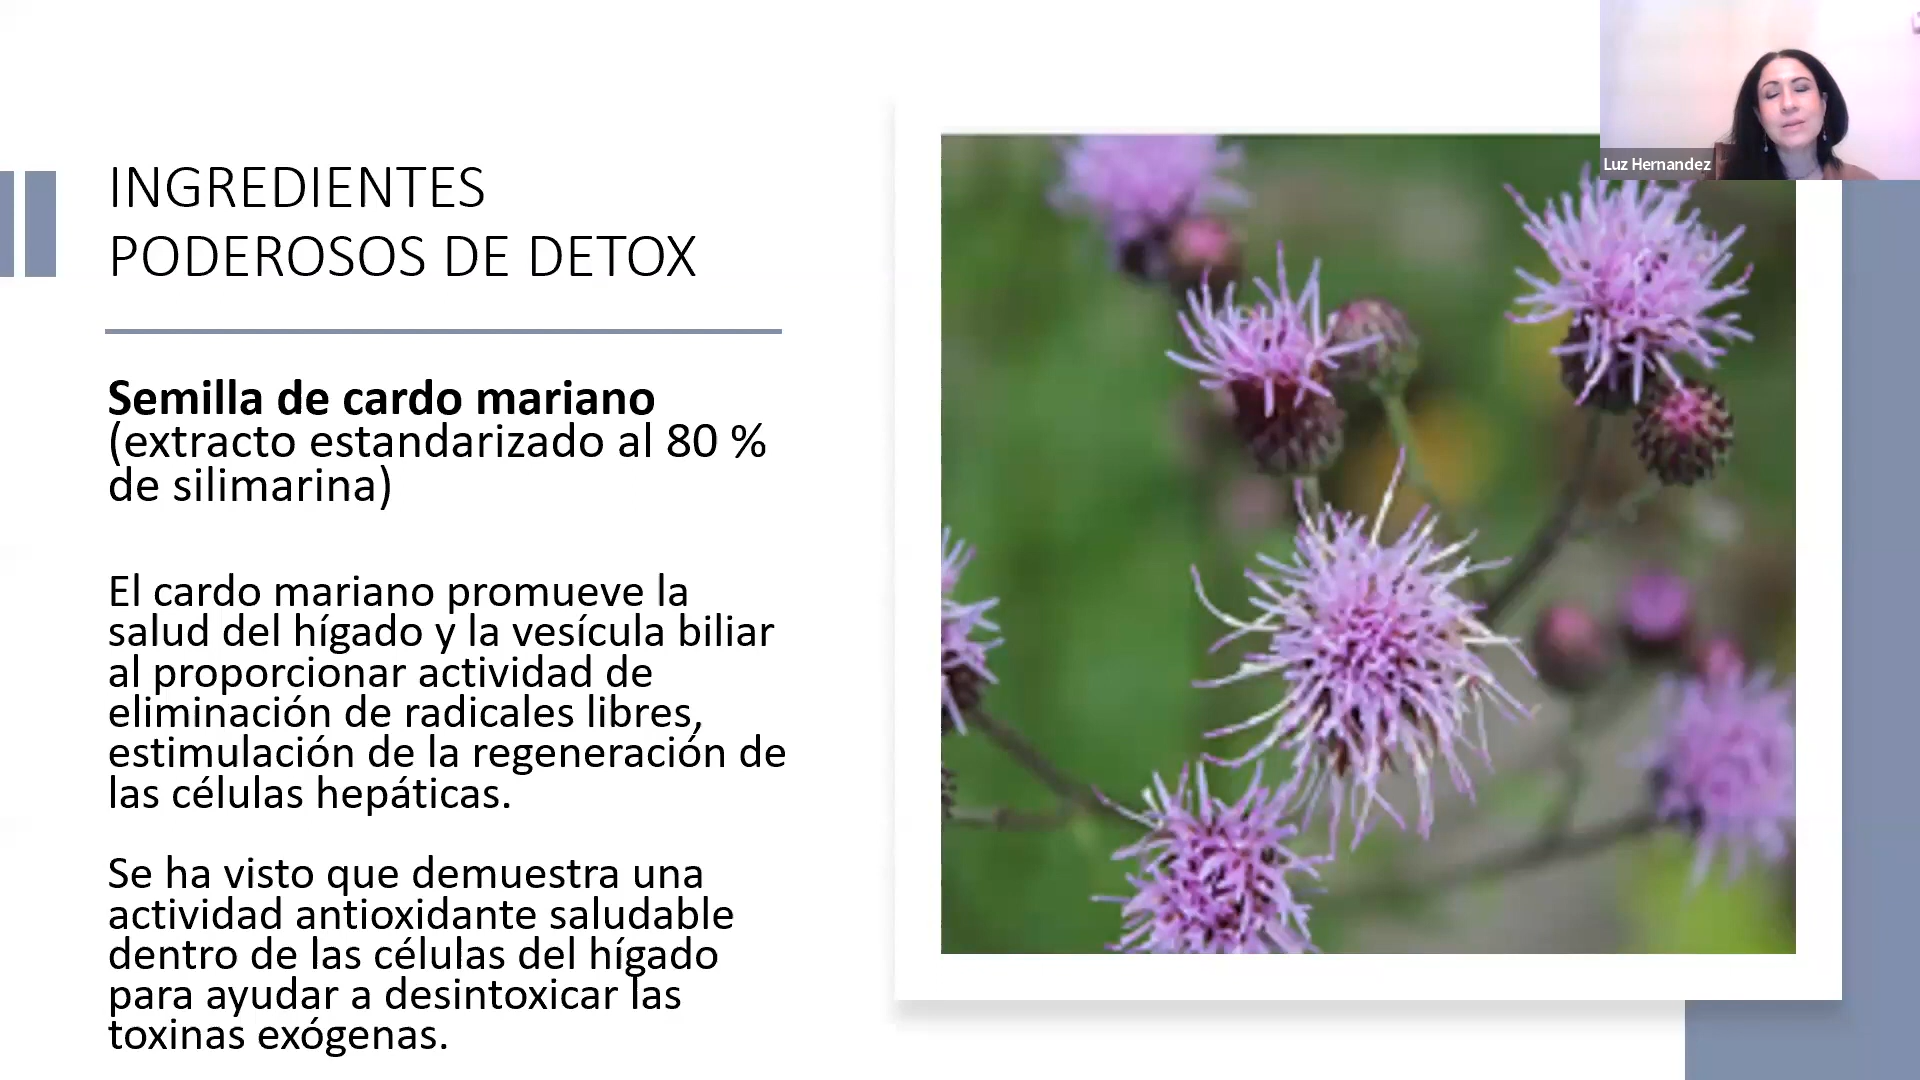 INGREDIENTES
PODEROSOS DE DETOX
Semilla de cardo mariano
(extracto estandarizado al 80 %
de silimarina)
El cardo mariano promueve la
salud del hígado y la vesícula biliar
al proporcionar actividad de
eliminación de radicales libres,
estimulación de la regeneración de
las células hepáticas.
Se ha visto que demuestra una
actividad antioxidante saludable
dentro de las células del hígado
para ayudar a desintoxicar las
toxinas exógenas.
Luz Hernandez